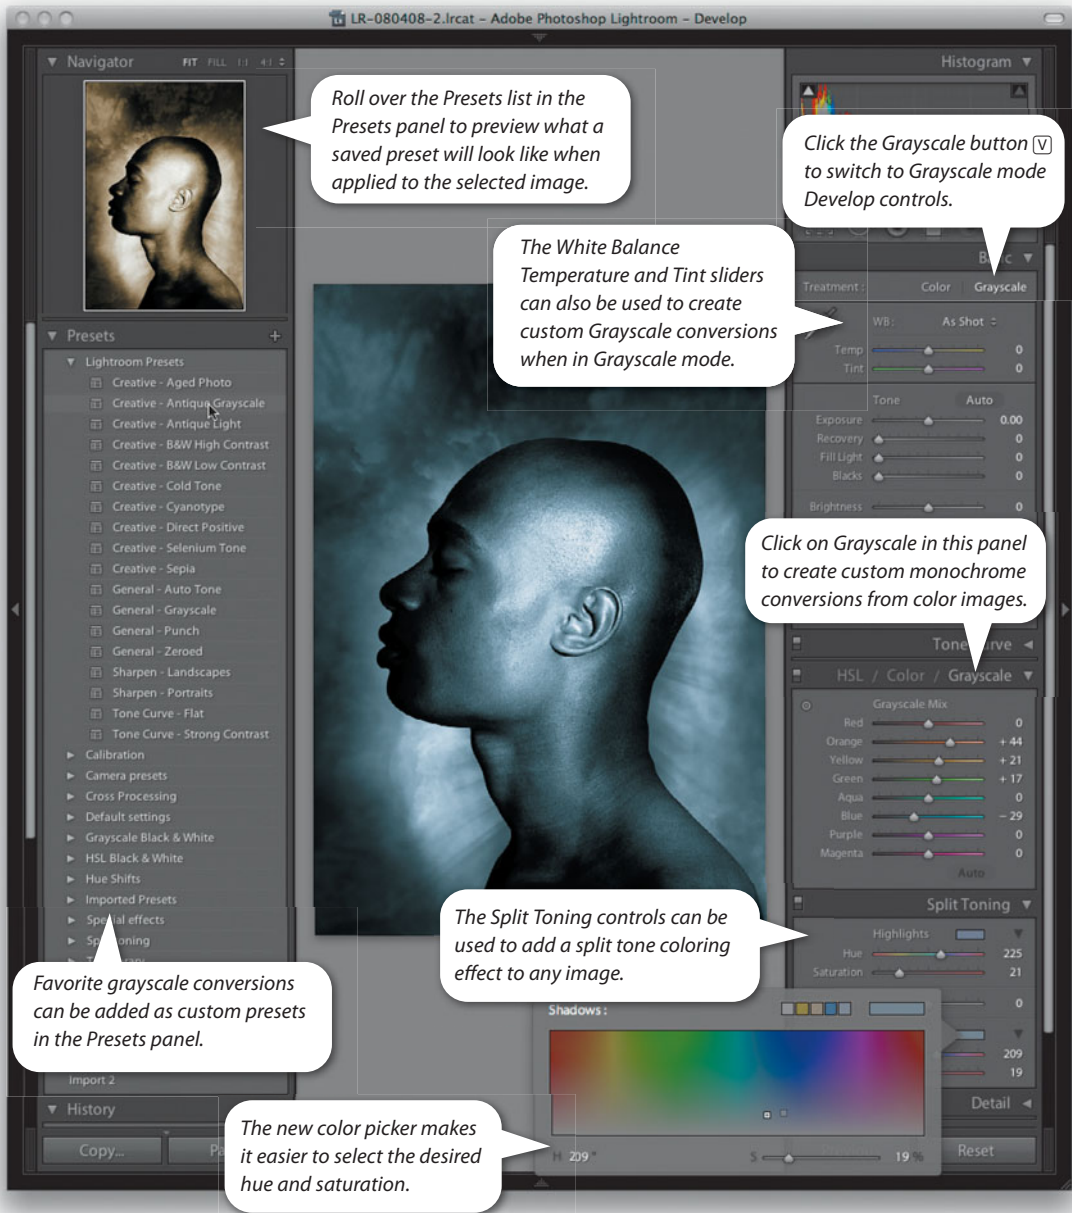 LR-080408-2.lrcat – Adobe Photoshop Lightroom – Develop
Navigator FIT FILL 1:1 4:1
Roll over the Presets list in the
Presets panel to preview what a
saved preset will look like when
applied to the selected image.
Histogram
Click the Grayscale button V
to switch to Grayscale mode
Develop controls.
The White Balance
Temperature and Tint sliders
can also be used to create
custom Grayscale conversions
when in Grayscale mode.
Basic
Treatment : Color Grayscale
WB : As Shot
Temp 0
Tint 0
Tone Auto
Exposure 0.00
Recovery 0
Fill Light 0
Blacks 0
Brightness 0
Presets +
Lightroom Presets
Creative - Aged Photo
Creative - Antique Grayscale
Creative - Antique Light
Creative - B&W High Contrast
Creative - B&W Low Contrast
Creative - Cold Tone
Creative - Cyanotype
Creative - Direct Positive
Creative - Selenium Tone
Creative - Sepia
General - Auto Tone
General - Grayscale
General - Punch
General - Zeroed
Sharpen - Landscapes
Sharpen - Portraits
Tone Curve - Flat
Tone Curve - Strong Contrast
Calibration
Camera presets
Cross Processing
Default settings
Grayscale Black & White
HSL Black & White
Hue Shifts
Imported Presets
Special effects
Click on Grayscale in this panel
to create custom monochrome
conversions from color images.
Tone Curve
HSL / Color / Grayscale
Grayscale Mix
Red 0
Orange + 44
Yellow + 21
Green + 17
Aqua 0
Blue – 29
Purple 0
Magenta 0
Auto
Split Toning
Highlights
Hue 225
Saturation 21
0
209
19
The Split Toning controls can be
used to add a split tone coloring
effect to any image.
Favorite grayscale conversions
can be added as custom presets
in the Presets panel.
Import 2
History
Copy...
Shadows :
H 209 °
S 19 %
The new color picker makes
it easier to select the desired
hue and saturation.
Detail
Reset